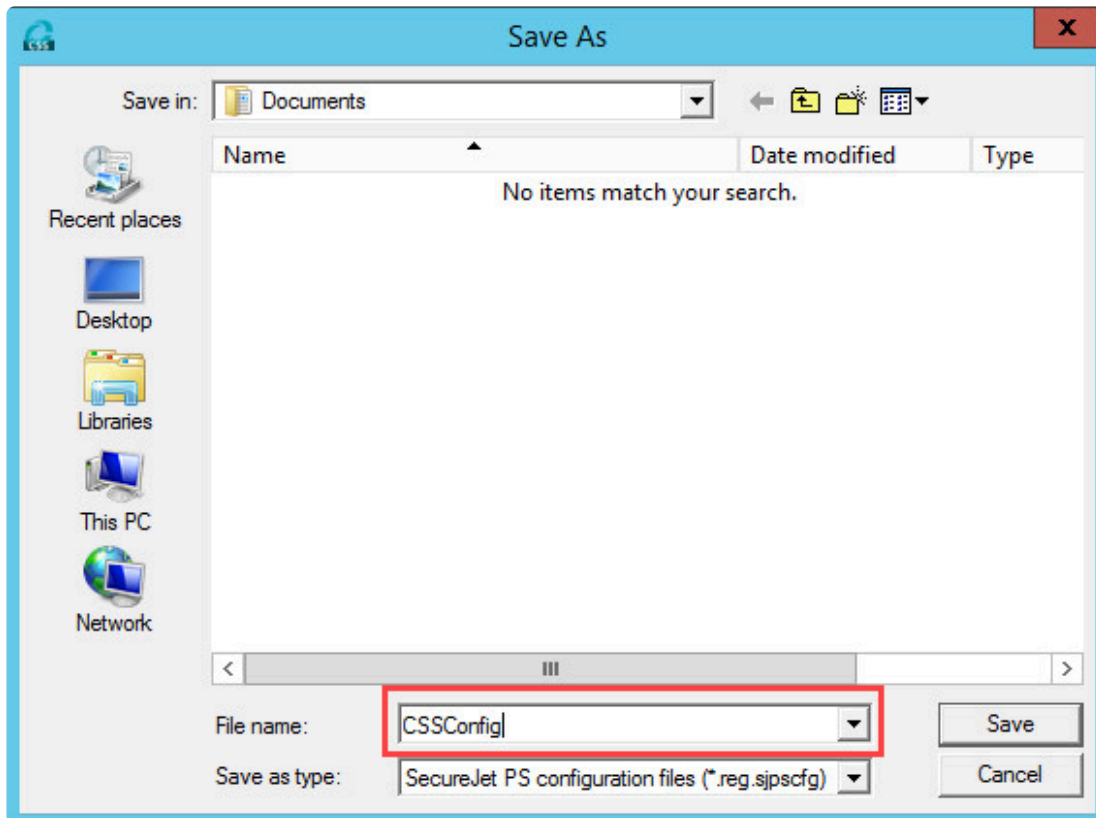 CSS
Save As
x
Save in:
Documents
Name
Date modified
Type
No items match your search.
Recent places
Desktop
Libraries
This PC
Network
File name:
CSSConfig
Save
Save as type:
SecureJet PS configuration files (*.reg.sjpscfg)
Cancel